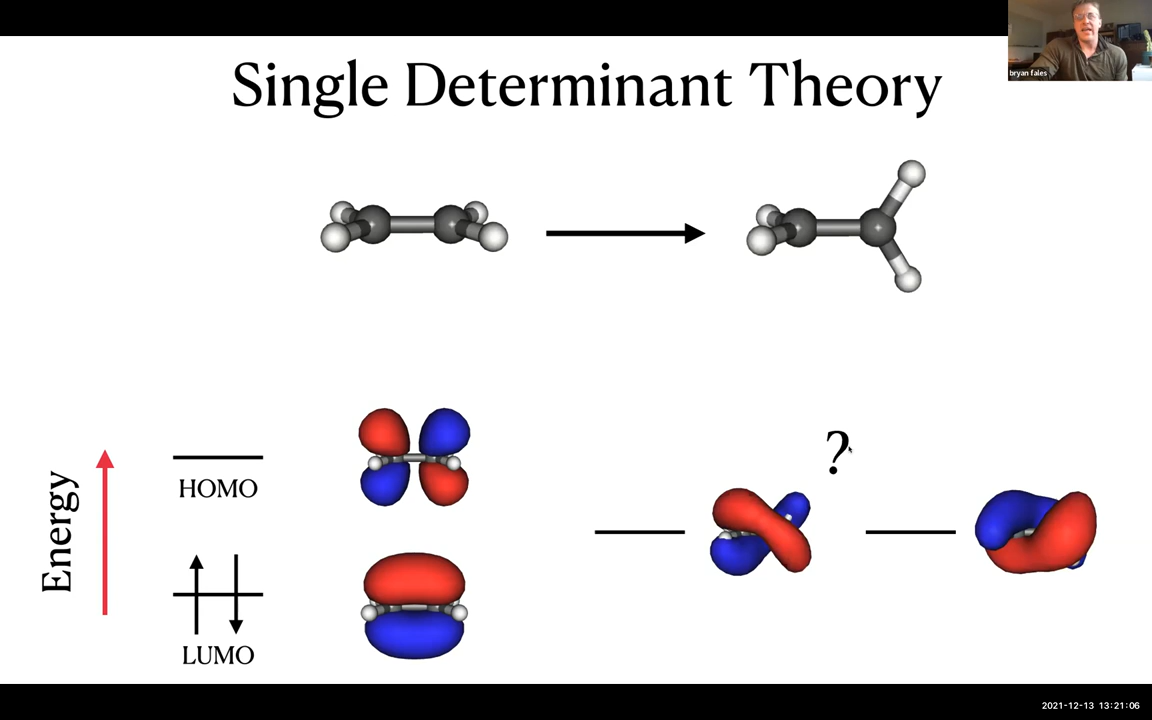 bryan fales
Single Determinant Theory
?
Energy
HOMO
LUMO
2021-12-13 13:21:06